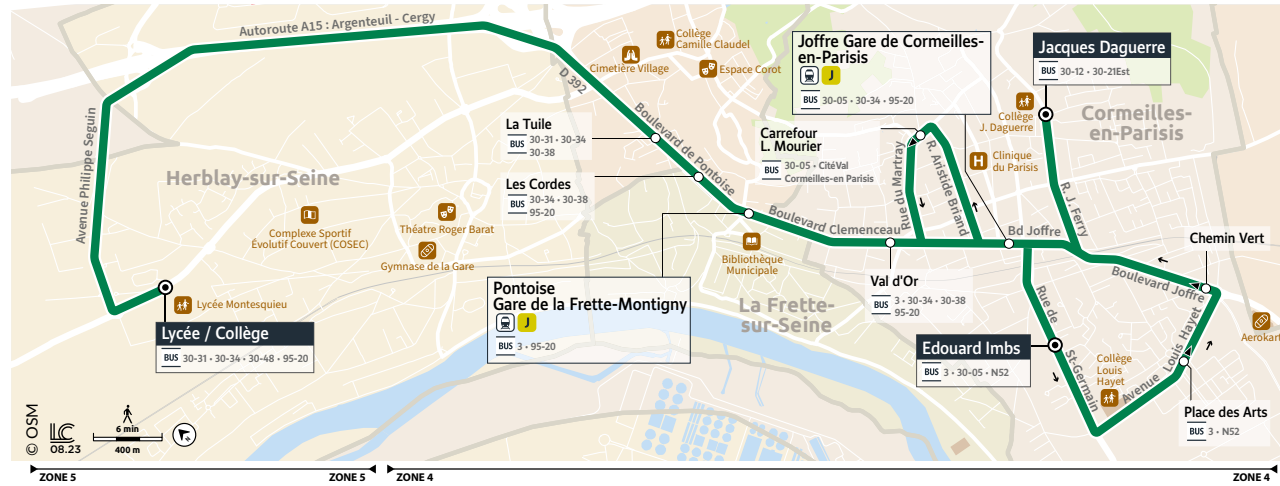 Autoroute A15 : Argenteuil - Cergy
Collège
Camille Claudel
Cimetière Village
Espace Corot
D 392
Joffre Gare de Cormeilles-
en-Parisis
J
BUS 30-05 • 30-34 • 95-20
Jacques Daguerre
BUS 30-12 • 30-21Est
Collège
J. Daguerre
Cormeilles-
en-Parisis
Clinique
du Parisis
H
La Tuile
BUS 30-31 • 30-34
30-38
Boulevard de Pontoise
Carrefour
L. Mourier
BUS 30-05 • CitéVal
Cormeilles-en Parisis
Rue du Martray
R. Aristide Briand
R. J. Ferry
Les Cordes
BUS 30-34 • 30-38
95-20
Avenue Philippe Seguin
Herblay-sur-Seine
Complexe Sportif
Évolutif Couvert (COSEC)
Théatre Roger Barat
Gymnase de la Gare
Boulevard Clemenceau
Bd Joffre
Chemin Vert
Boulevard Joffre
Bibliothèque
Municipale
Val d'Or
BUS 3 • 30-34 • 30-38
95-20
Pontoise
Gare de la Frette-Montigny
J
BUS 3 • 95-20
La Frette-
sur-Seine
Lycée Montesquieu
Lycée / Collège
BUS 30-31 • 30-34 • 30-48 • 95-20
Rue de
St-Germain
Edouard Imbs
BUS 3 • 30-05 • N52
Collège
Louis
Hayet
Avenue Louis Hayet
Aerokart
Place des Arts
BUS 3 • N52
© OSM
LC
08.23
6 min
400 m
ZONE 5
ZONE 5
ZONE 4
ZONE 4